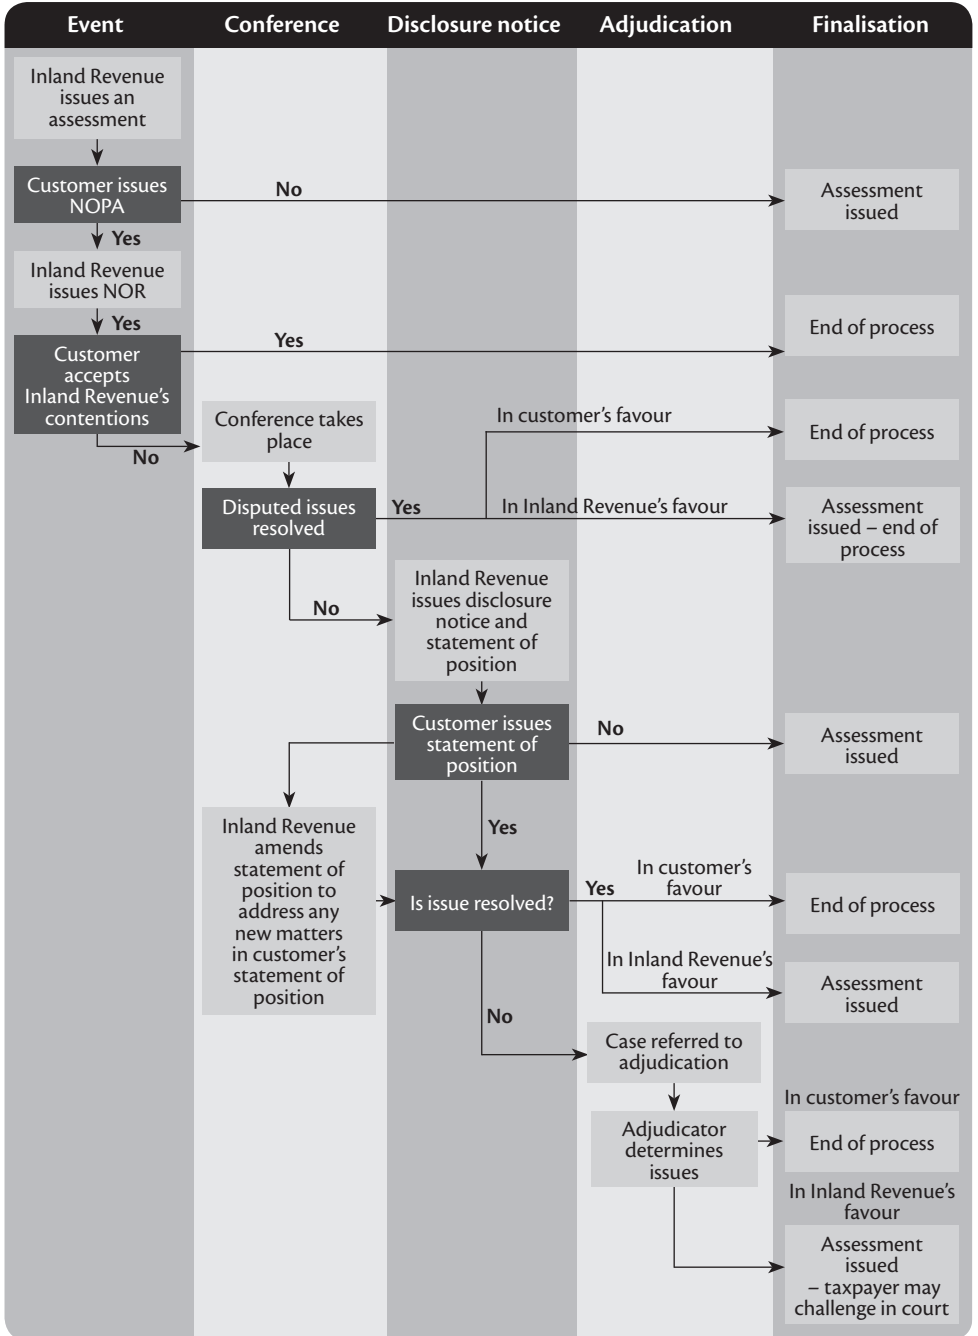 Event
Conference
Disclosure notice
Adjudication
Finalisation
Inland Revenue
issues an
assessment
Customer issues
NOPA
No
Assessment
issued
Yes
Inland Revenue
issues NOR
Yes
Customer
accepts
Inland Revenue's
contentions
Yes
End of process
No
Conference takes
place
In customer's favour
End of process
Disputed issues
resolved
Yes
In Inland Revenue's favour
Assessment
issued – end of
process
No
Inland Revenue
issues disclosure
notice and
statement of
position
Customer issues
statement of
position
No
Assessment
issued
Inland Revenue
amends
statement of
position to
address any
new matters
in customer's
statement of
position
Yes
Is issue resolved?
Yes
In customer's
favour
End of process
In Inland Revenue's
favour
Assessment
issued
No
Case referred to
adjudication
Adjudicator
determines
issues
In customer's favour
End of process
In Inland Revenue's
favour
Assessment
issued
– taxpayer may
challenge in court